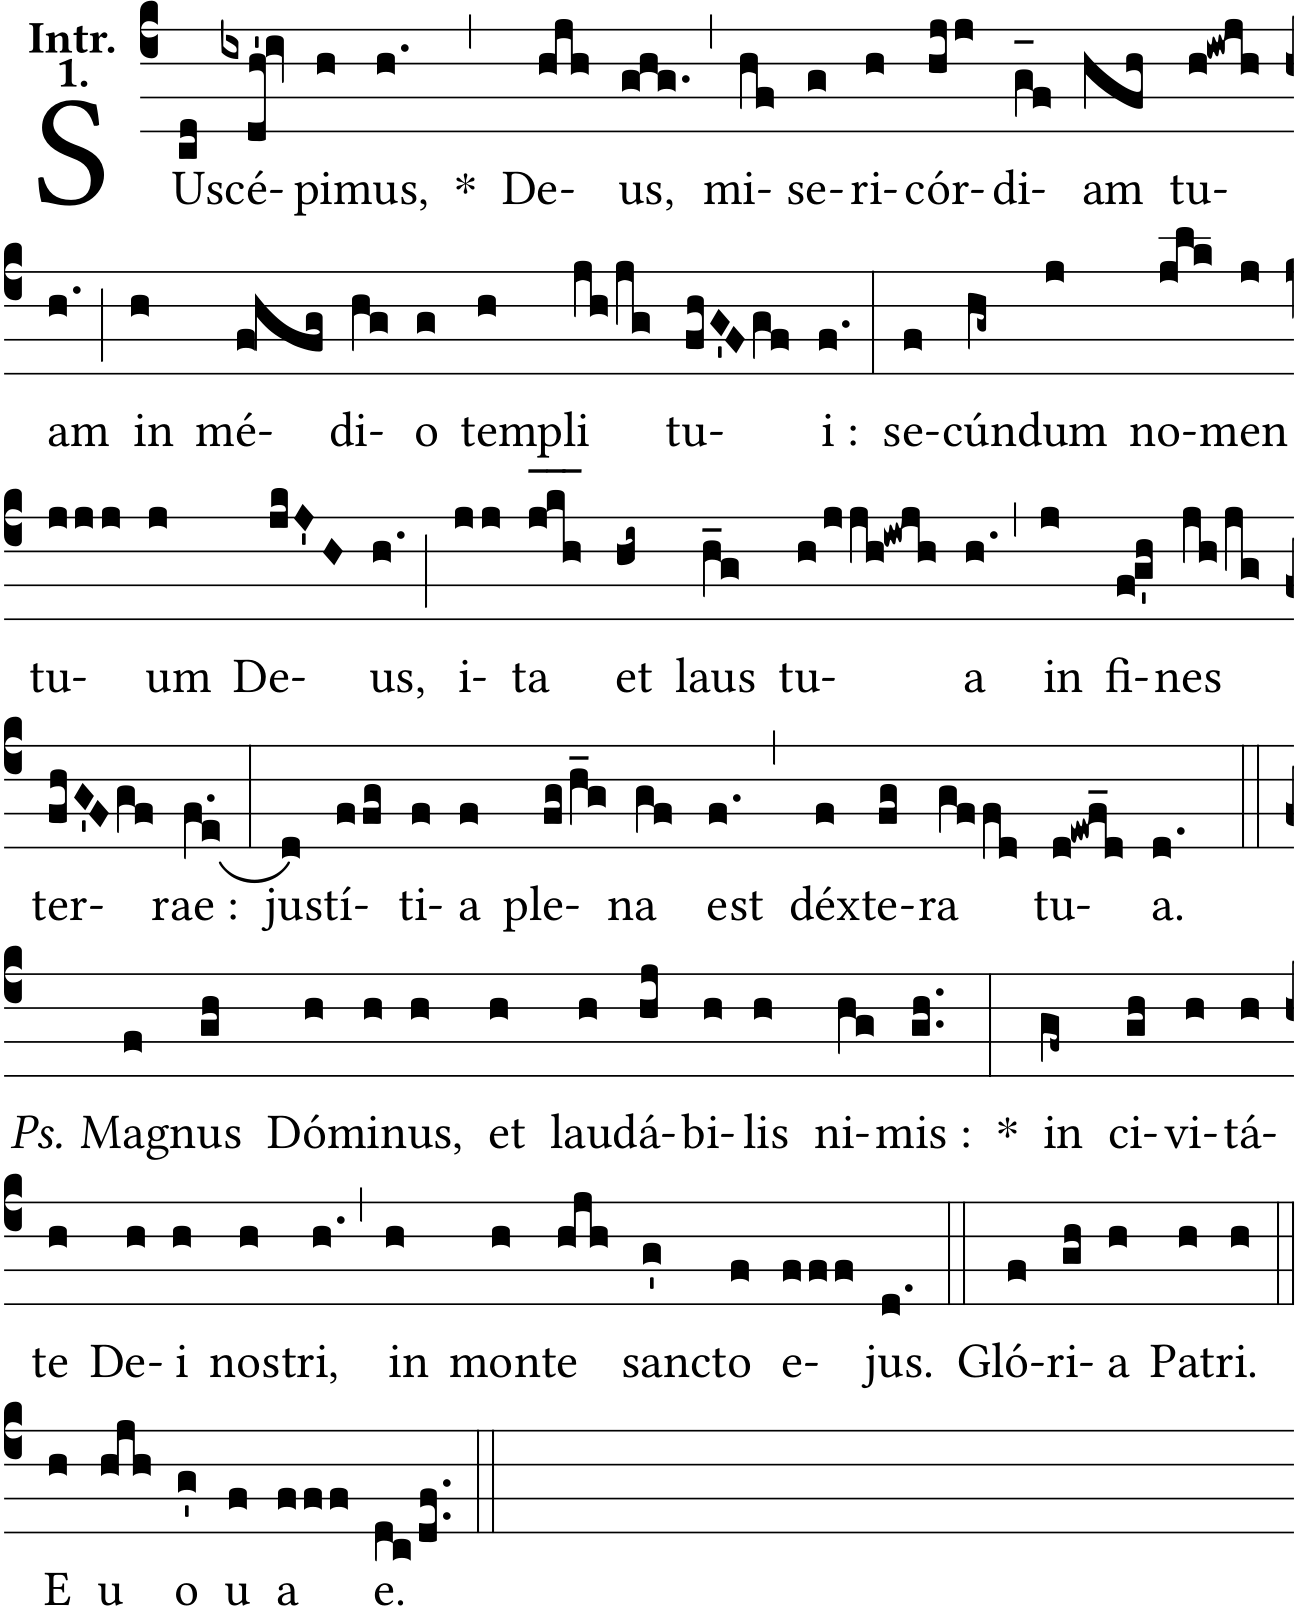 Intr.
1.
SUscé- pimus, * De- us, mi- se- ri- cór- di- am tu-
am in mé- di- o templi tu- i : se-cúndum no-men
tu- um De- us, i- ta et laus tu- a in fi-nes
ter- rae : justí- ti- a ple- na est déxte-ra tu- a.
Ps. Magnus Dóminus, et laudá-bi-lis ni-mis : * in ci-vi-tá-
te De- i nostri, in monte sancto e- jus. Gló-ri- a Patri.
E u o u a e.